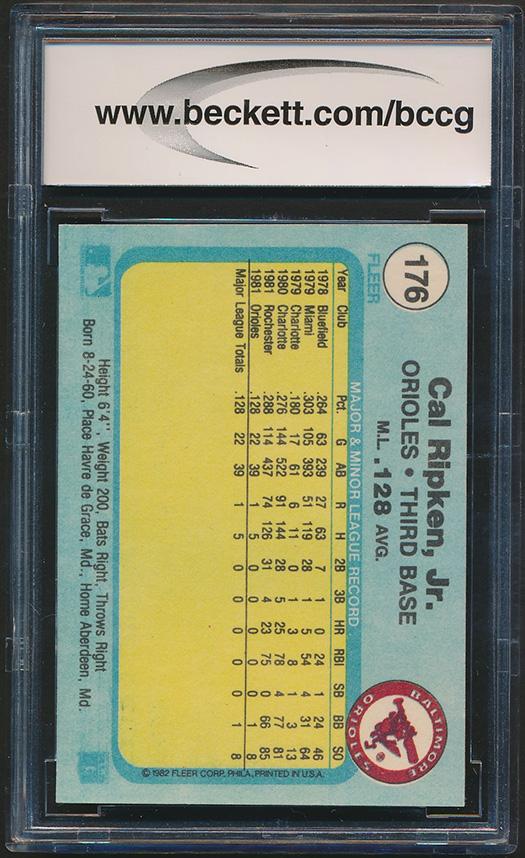 www.beckett.com/bccg
176
Cal Ripken, Jr.
ORIOLES • THIRD BASE
M.L. .128 AVG.
FLEER
BALTIMORE ORIOLES
MAJOR & MINOR LEAGUE RECORD
Year Club Pct. G AB R H 2B 3B HR RBI SB BB SO
1978 Bluefield .264 63 239 27 63 7 1 0 24 1 24 46
1979 Miami .303 105 393 51 119 28 1 5 54 4 31 64
1979 Charlotte .180 17 61 6 11 0 1 3 8 1 3 13
1980 Charlotte .276 144 522 91 144 28 5 25 78 4 77 81
1981 Rochester .288 114 437 74 126 31 4 23 75 0 66 85
1981 Orioles .128 22 39 1 5 0 0 0 0 0 1 8
Major League Totals .128 22 39 1 5 0 0 0 0 0 1 8
© 1982 FLEER CORP. PHILA. PRINTED IN U.S.A.
Height 6'4", Weight 200, Bats Right, Throws Right
Born 8-24-60, Place Havre de Grace, Md., Home Aberdeen, Md.